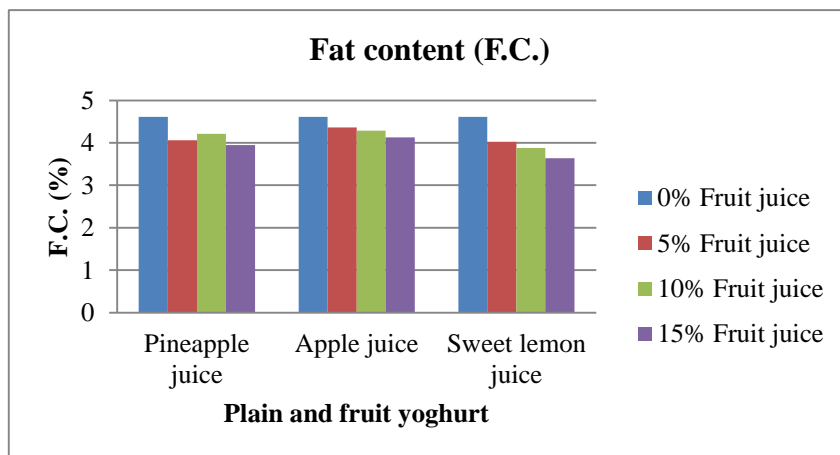 Fat content (F.C.)
F.C. (%)
5
4
3
2
1
0
Pineapple juice
Apple juice
Sweet lemon juice
Plain and fruit yoghurt
0% Fruit juice
5% Fruit juice
10% Fruit juice
15% Fruit juice